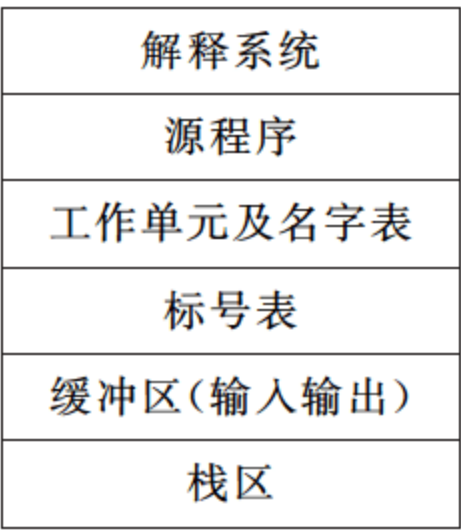 解释系统
源程序
工作单元及名字表
标号表
缓冲区(输入输出)
栈区